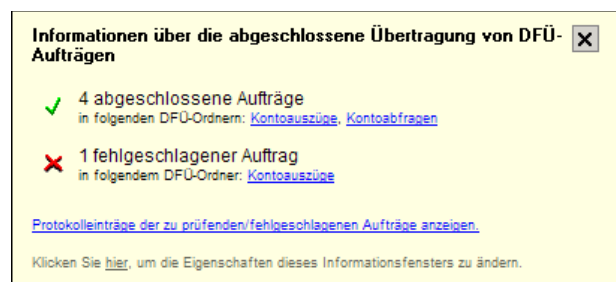 Informationen über die abgeschlossene Übertragung von DFÜ-
Aufträgen
4 abgeschlossene Aufträge
in folgenden DFÜ-Ordnern: Kontoauszüge, Kontoabfragen
1 fehlgeschlagener Auftrag
in folgendem DFÜ-Ordner: Kontoauszüge
Protokolleinträge der zu prüfenden/fehlgeschlagenen Aufträge anzeigen.
Klicken Sie hier, um die Eigenschaften dieses Informationsfensters zu ändern.